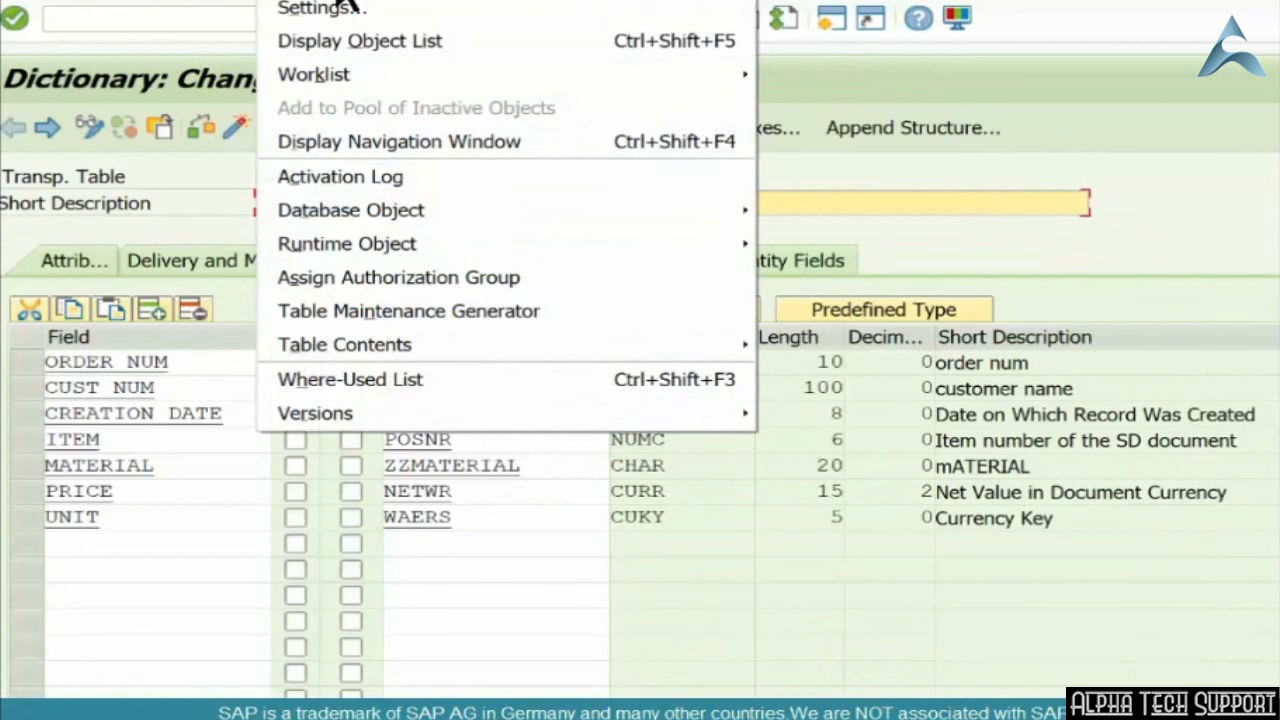 Settings...
Display Object List Ctrl+Shift+F5
Worklist
Dictionary: Chang
Add to Pool of Inactive Objects
Display Navigation Window Ctrl+Shift+F4
Append Structure...
Transp. Table
Activation Log
Short Description
Database Object
Runtime Object
Attrib... Delivery and M
Assign Authorization Group
Table Maintenance Generator
Predefined Type
Field Length Decim... Short Description
Table Contents
ORDER NUM 10 0 order num
Where-Used List Ctrl+Shift+F3
CUST NUM 100 0 customer name
Versions
CREATION DATE 8 0 Date on Which Record Was Created
ITEM POSNR NUMC 6 0 Item number of the SD document
MATERIAL ZZMATERIAL CHAR 20 0 mATERIAL
PRICE NETWR CURR 15 2 Net Value in Document Currency
UNIT WAERS CUKY 5 0 Currency Key
ALPHA TECH SUPPORT
SAP is a trademark of SAP AG in Germany and many other countries.We are NOT associated with SAP